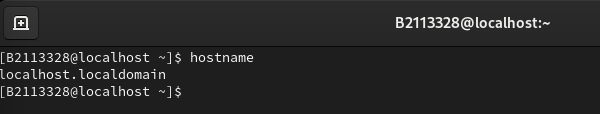 B2113328@localhost:~
[B2113328@localhost ~]$ hostname
localhost.localdomain
[B2113328@localhost ~]$